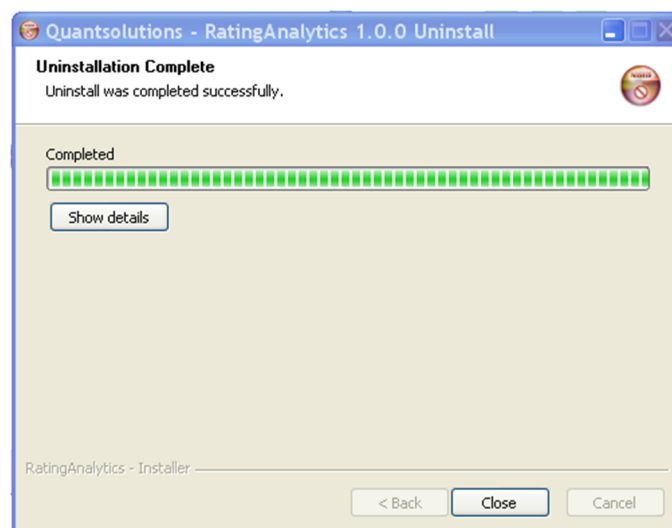 Quantsolutions - RatingAnalytics 1.0.0 Uninstall
Uninstallation Complete
Uninstall was completed successfully.
Completed
Show details
RatingAnalytics - Installer
< Back
Close
Cancel